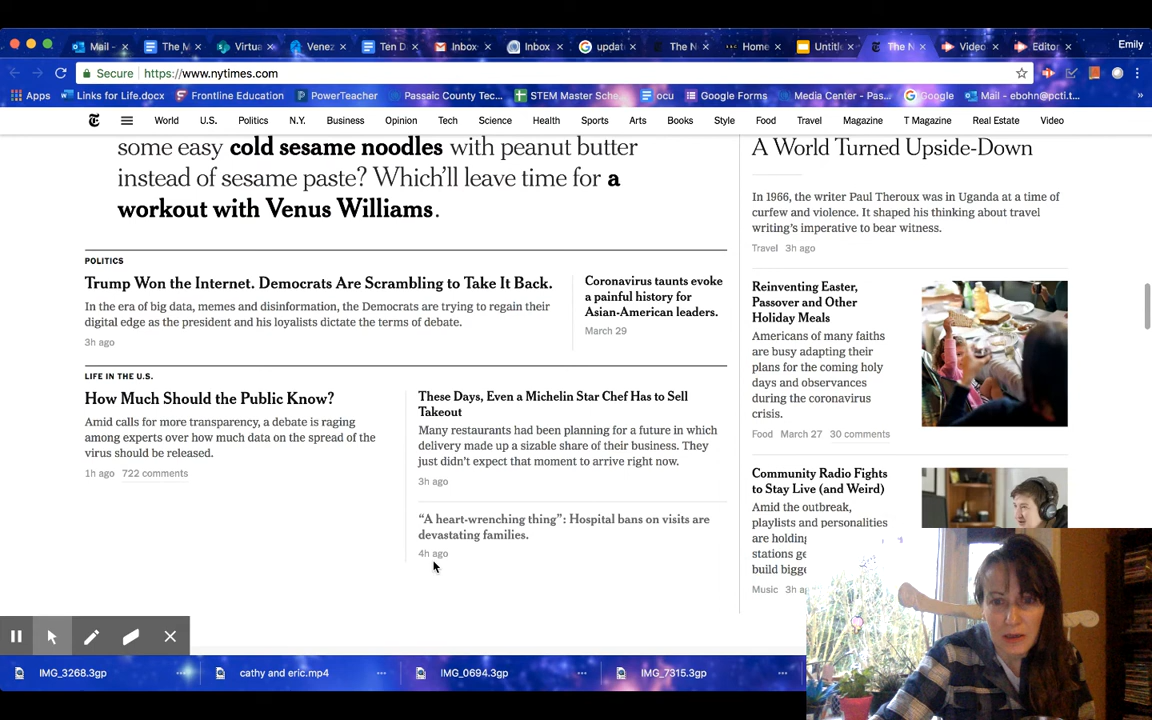 Mail -
The M
Virtua
Venez
Ten D
Inbox
Inbox
updat
The N
Home
Untitl
The N
Video
Editor
Emily
Secure https://www.nytimes.com
Apps
Links for Life.docx
Frontline Education
PowerTeacher
Passaic County Tec...
STEM Master Sche...
ocu
Google Forms
Media Center - Pas...
Google
Mail - ebohn@pcti.t...
»
World U.S. Politics N.Y. Business Opinion Tech Science Health Sports Arts Books Style Food Travel Magazine T Magazine Real Estate Video
some easy cold sesame noodles with peanut butter
instead of sesame paste? Which’ll leave time for a
workout with Venus Williams.
POLITICS
Trump Won the Internet. Democrats Are Scrambling to Take It Back.
In the era of big data, memes and disinformation, the Democrats are trying to regain their
digital edge as the president and his loyalists dictate the terms of debate.
3h ago
Coronavirus taunts evoke
a painful history for
Asian-American leaders.
March 29
LIFE IN THE U.S.
How Much Should the Public Know?
Amid calls for more transparency, a debate is raging
among experts over how much data on the spread of the
virus should be released.
1h ago 722 comments
These Days, Even a Michelin Star Chef Has to Sell
Takeout
Many restaurants had been planning for a future in which
delivery made up a sizable share of their business. They
just didn’t expect that moment to arrive right now.
3h ago
“A heart-wrenching thing”: Hospital bans on visits are
devastating families.
4h ago
A World Turned Upside-Down
In 1966, the writer Paul Theroux was in Uganda at a time of
curfew and violence. It shaped his thinking about travel
writing’s imperative to bear witness.
Travel 3h ago
Reinventing Easter,
Passover and Other
Holiday Meals
Americans of many faiths
are busy adapting their
plans for the coming holy
days and observances
during the coronavirus
crisis.
Food March 27 30 comments
Community Radio Fights
to Stay Live (and Weird)
Amid the outbreak,
playlists and personalities
are holding
stations ge
build bigge
Music 3h a
IMG_3268.3gp
cathy and eric.mp4
IMG_0694.3gp
IMG_7315.3gp